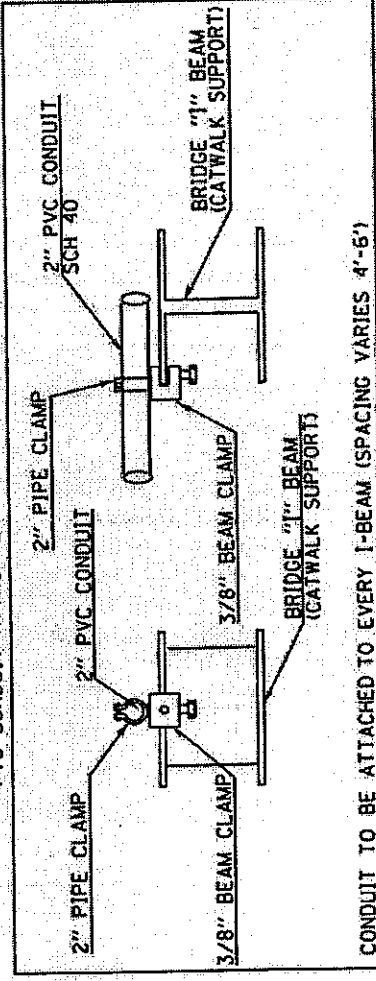 2" PIPE CLAMP
2" PVC CONDUIT
3/8" BEAM CLAMP
BRIDGE "I" BEAM
(CATWALK SUPPORT)
2" PIPE CLAMP
2" PVC CONDUIT
SCH 40
3/8" BEAM CLAMP
BRIDGE "I" BEAM
(CATWALK SUPPORT)
CONDUIT TO BE ATTACHED TO EVERY I-BEAM (SPACING VARIES 4'-6')